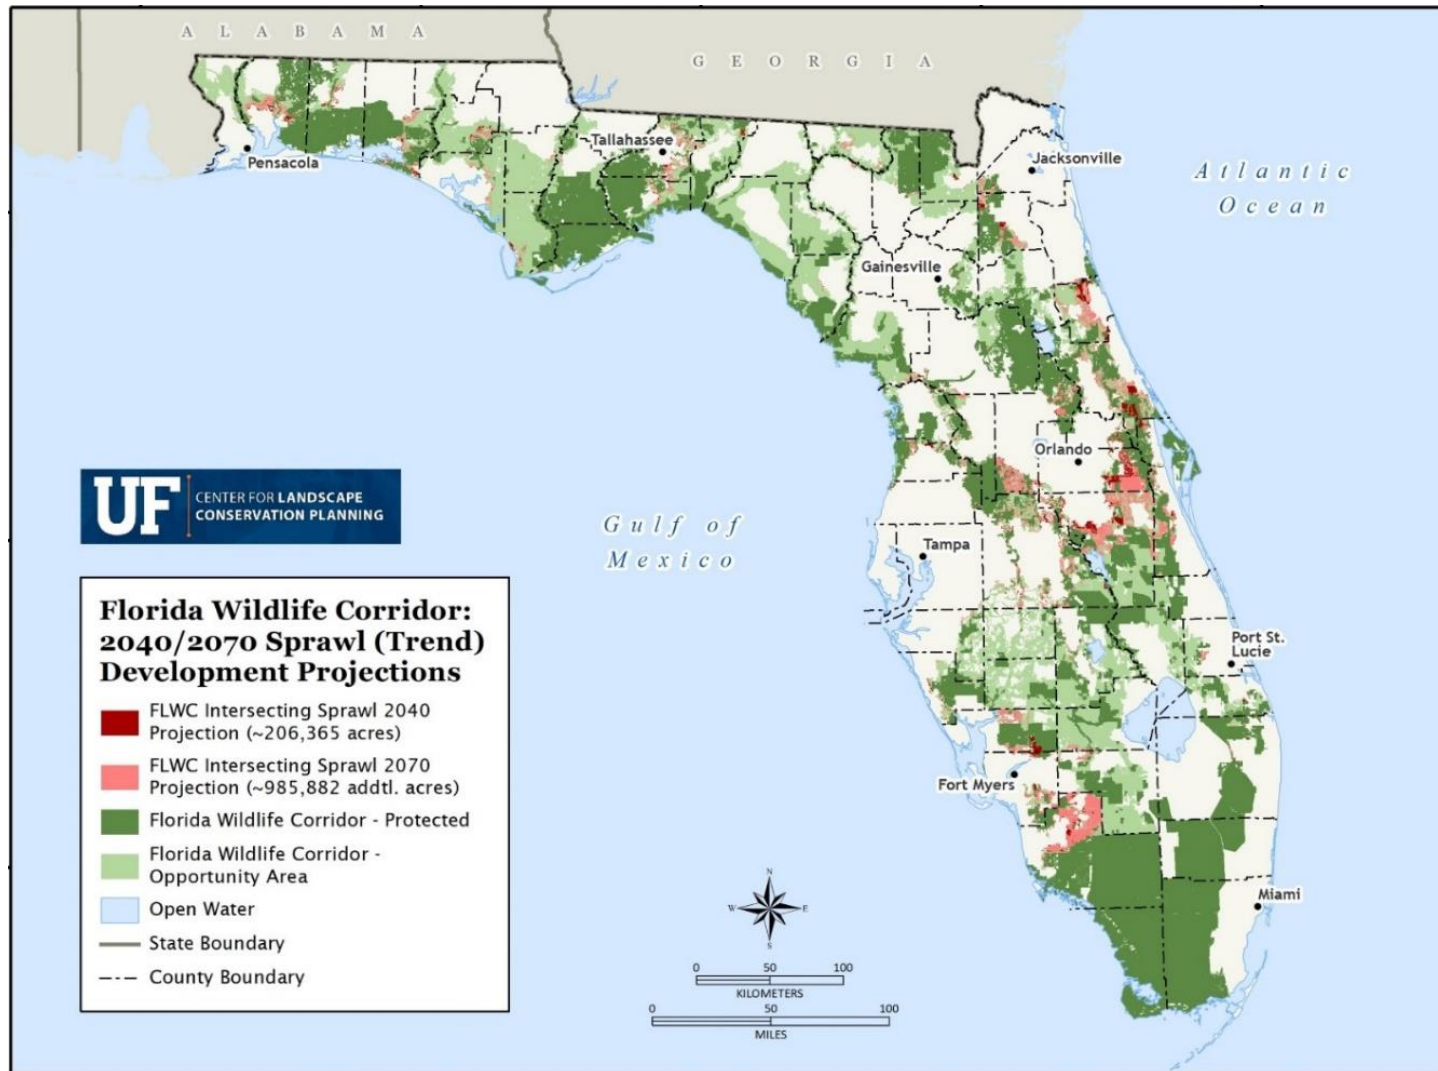 ALABAMA
GEORGIA
Pensacola
Tallahassee
Jacksonville
Atlantic
Ocean
Gainesville
Orlando
Gulf of
Mexico
Tampa
Port St.
Lucie
Fort Myers
Miami
UF
CENTER FOR LANDSCAPE
CONSERVATION PLANNING
Florida Wildlife Corridor:
2040/2070 Sprawl (Trend)
Development Projections
FLWC Intersecting Sprawl 2040
Projection (~206,365 acres)
FLWC Intersecting Sprawl 2070
Projection (~985,882 addtl. acres)
Florida Wildlife Corridor - Protected
Florida Wildlife Corridor -
Opportunity Area
Open Water
State Boundary
County Boundary
N
W E
S
0 50 100
KILOMETERS
0 50 100
MILES